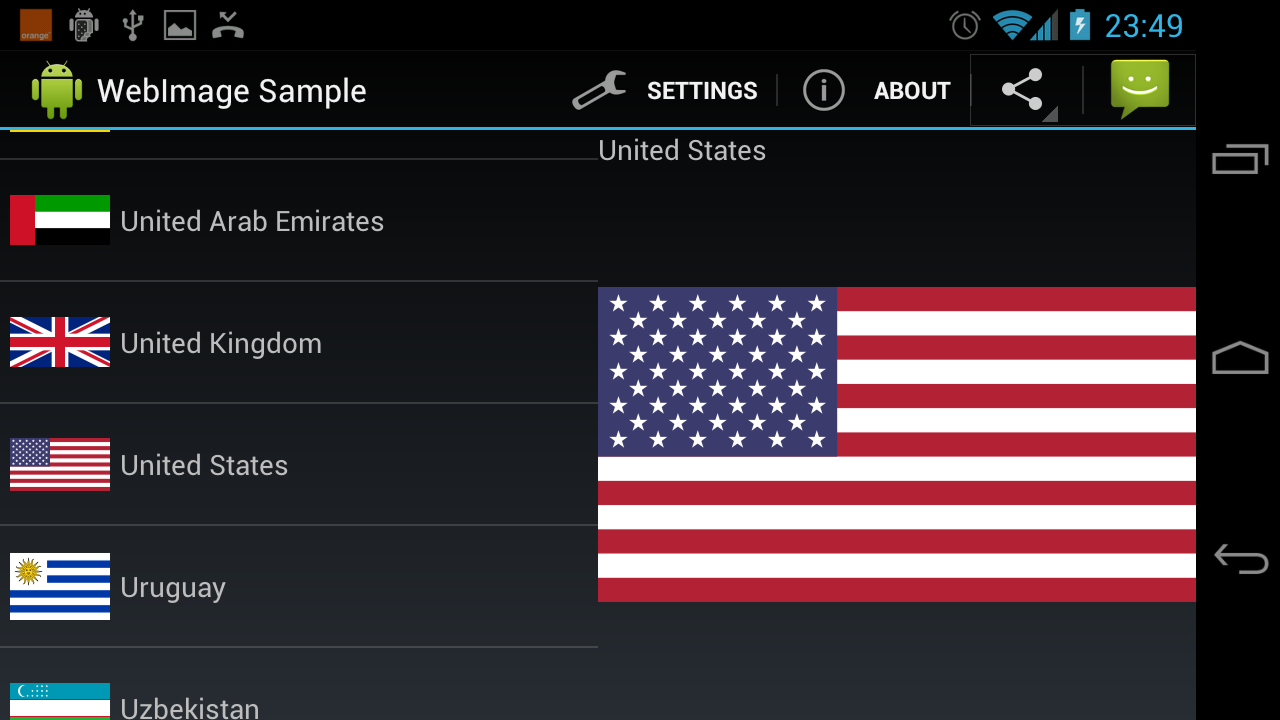 orange
23:49
WebImage Sample
SETTINGS
ABOUT
United Arab Emirates
United Kingdom
United States
Uruguay
Uzbekistan
United States